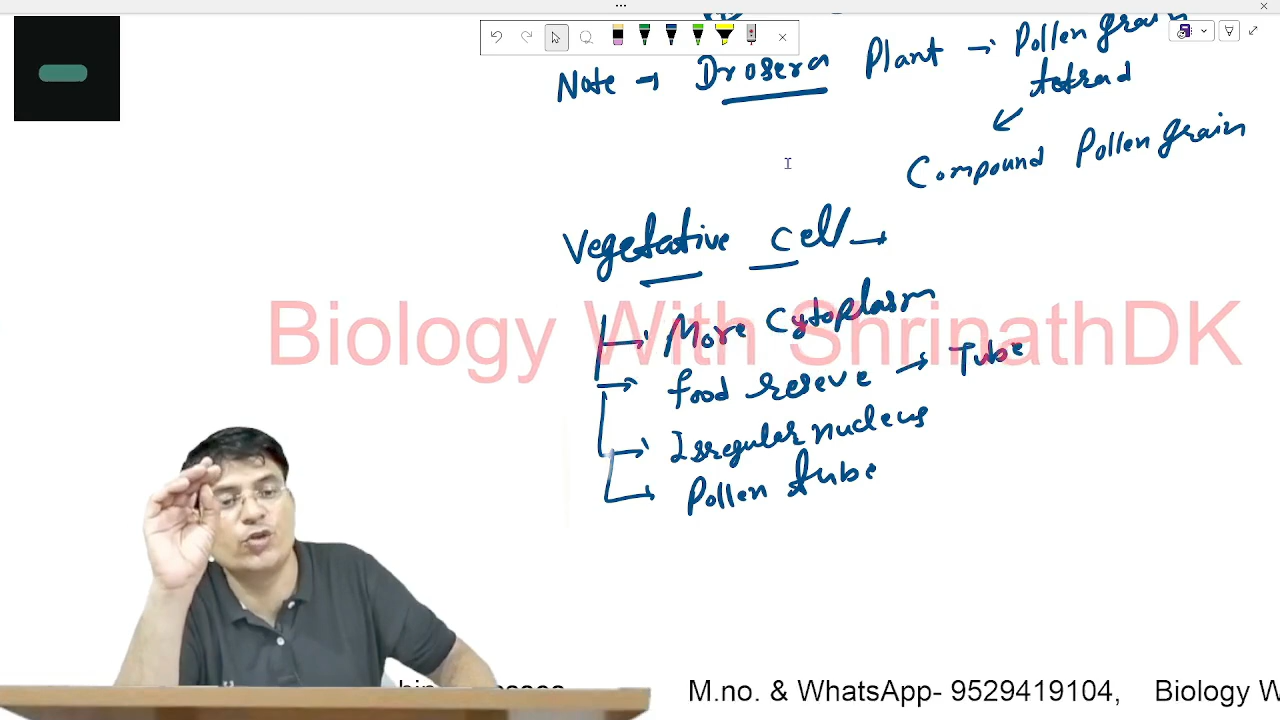 Note → Drosera Plant → Pollen grain
tetrad
Compound Pollen grain
Vegetative Cell →
Biology With ShrinathDK
→ More Cytoplasm
→ food reseve → Tube
→ Irregular nucleus
→ Pollen tube
M.no. & WhatsApp- 9529419104, Biology W